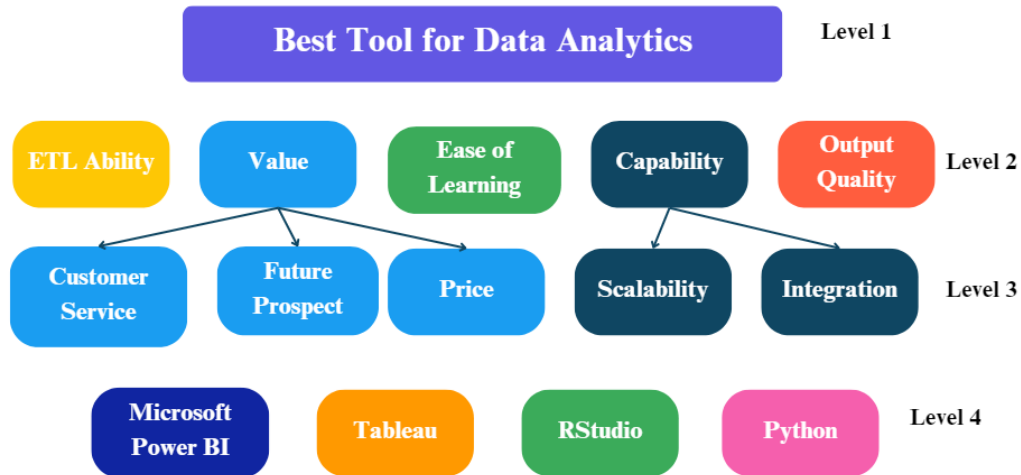 Best Tool for Data Analytics
Level 1
ETL Ability
Value
Ease of
Learning
Capability
Output
Quality
Level 2
Customer
Service
Future
Prospect
Price
Scalability
Integration
Level 3
Microsoft
Power BI
Tableau
RStudio
Python
Level 4